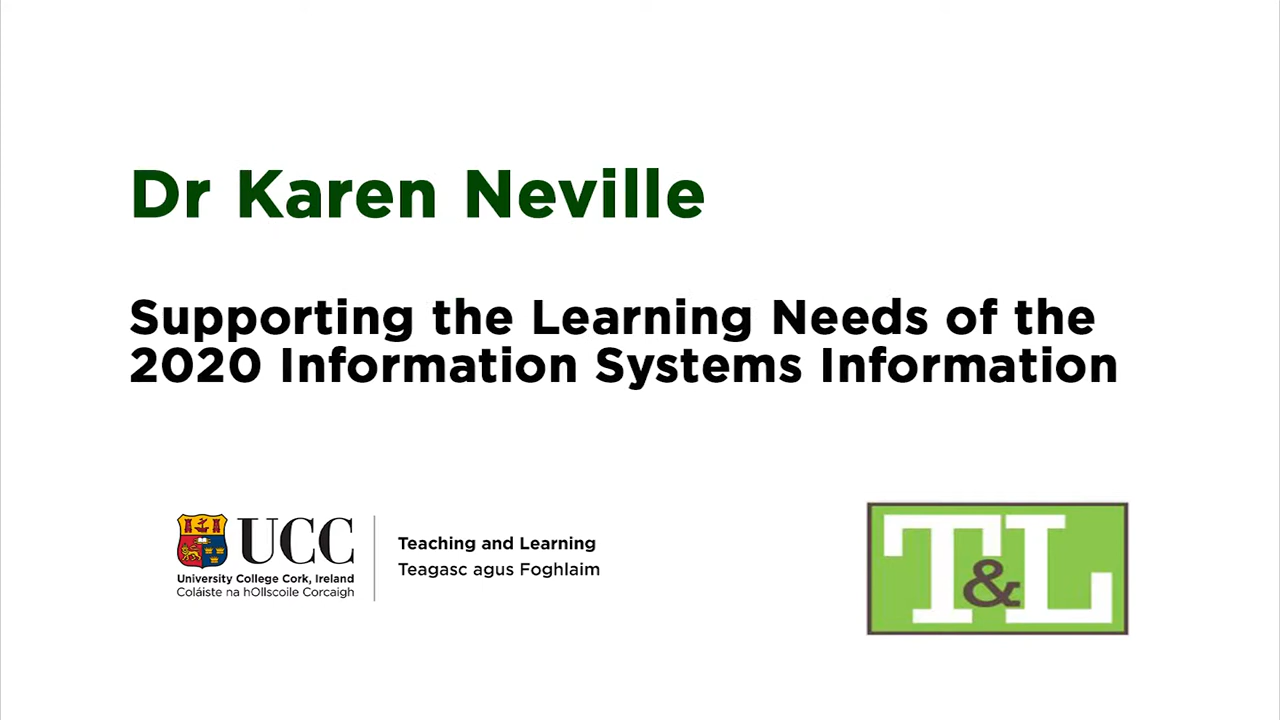 Dr Karen Neville
Supporting the Learning Needs of the
2020 Information Systems Information
UCC
University College Cork, Ireland
Coláiste na hOllscoile Corcaigh
Teaching and Learning
Teagasc agus Foghlaim
T&L